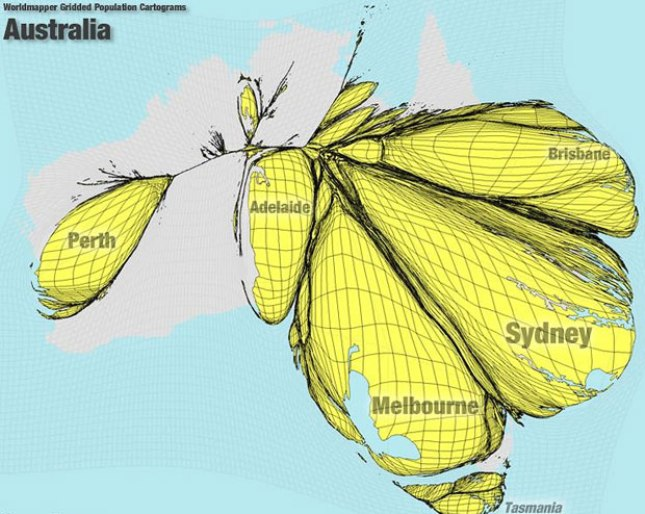 Worldmapper Gridded Population Cartograms
Australia
Brisbane
Adelaide
Perth
Sydney
Melbourne
Tasmania